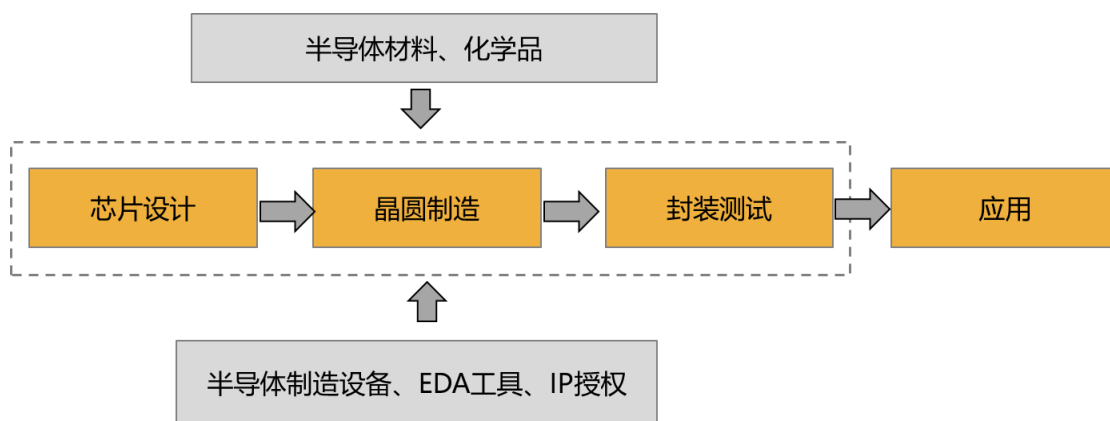 半导体材料、化学品
芯片设计
晶圆制造
封装测试
应用
半导体制造设备、EDA工具、IP授权